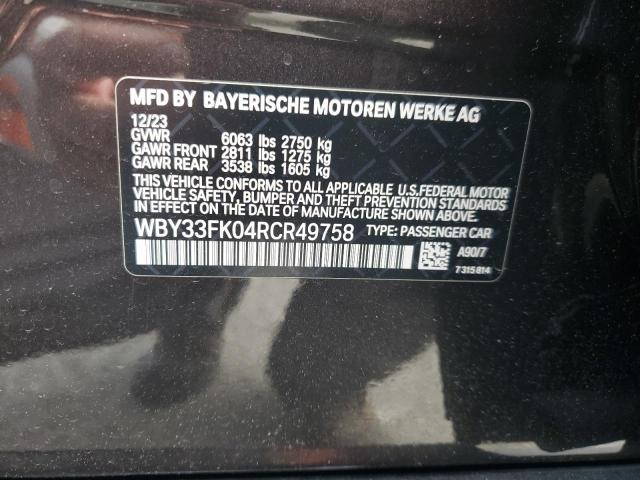 MFD BY BAYERISCHE MOTOREN WERKE AG
12/23
GVWR 6063 lbs 2750 kg
GAWR FRONT 2811 lbs 1275 kg
GAWR REAR 3538 lbs 1605 kg
THIS VEHICLE CONFORMS TO ALL APPLICABLE U.S.FEDERAL MOTOR
VEHICLE SAFETY, BUMPER AND THEFT PREVENTION STANDARDS
IN EFFECT ON THE DATE OF MANUFACTURE SHOWN ABOVE.
WBY33FK04RCR49758 TYPE: PASSENGER CAR
A90/7
7315814